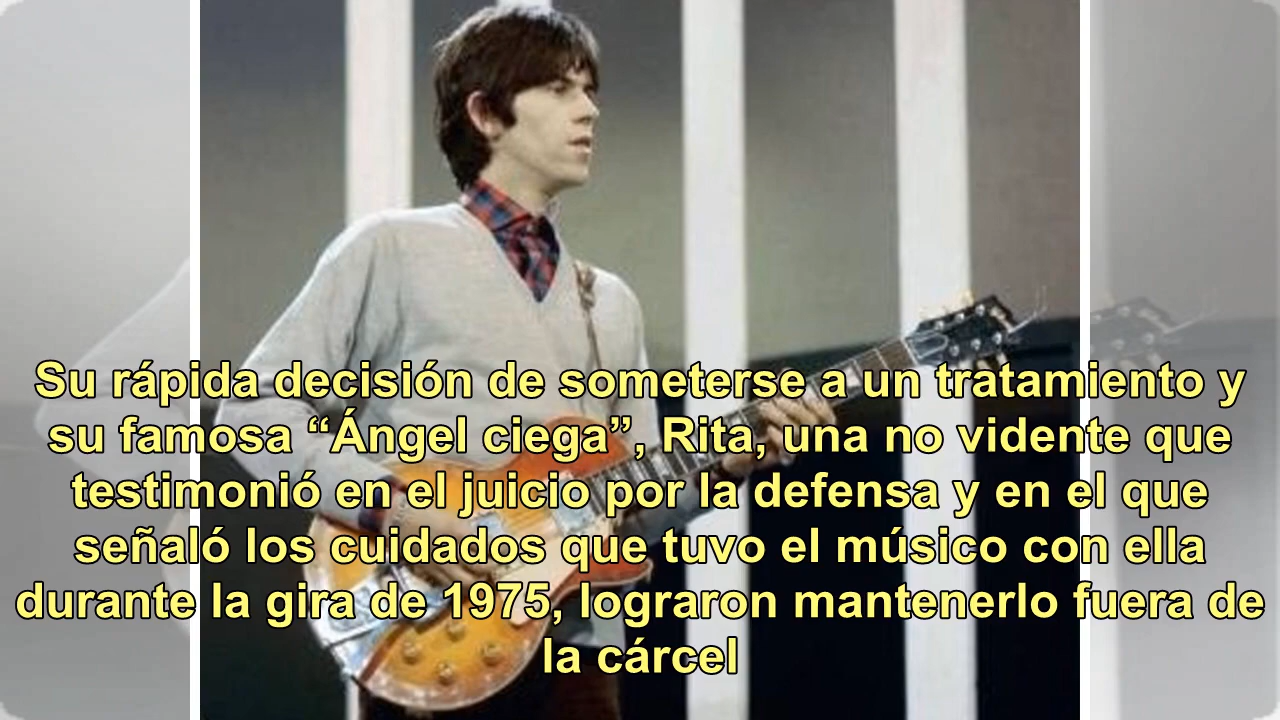 Su rápida decisión de someterse a un tratamiento y
su famosa “Ángel ciega”, Rita, una no vidente que
testimonió en el juicio por la defensa y en el que
señaló los cuidados que tuvo el músico con ella
durante la gira de 1975, lograron mantenerlo fuera de
la cárcel